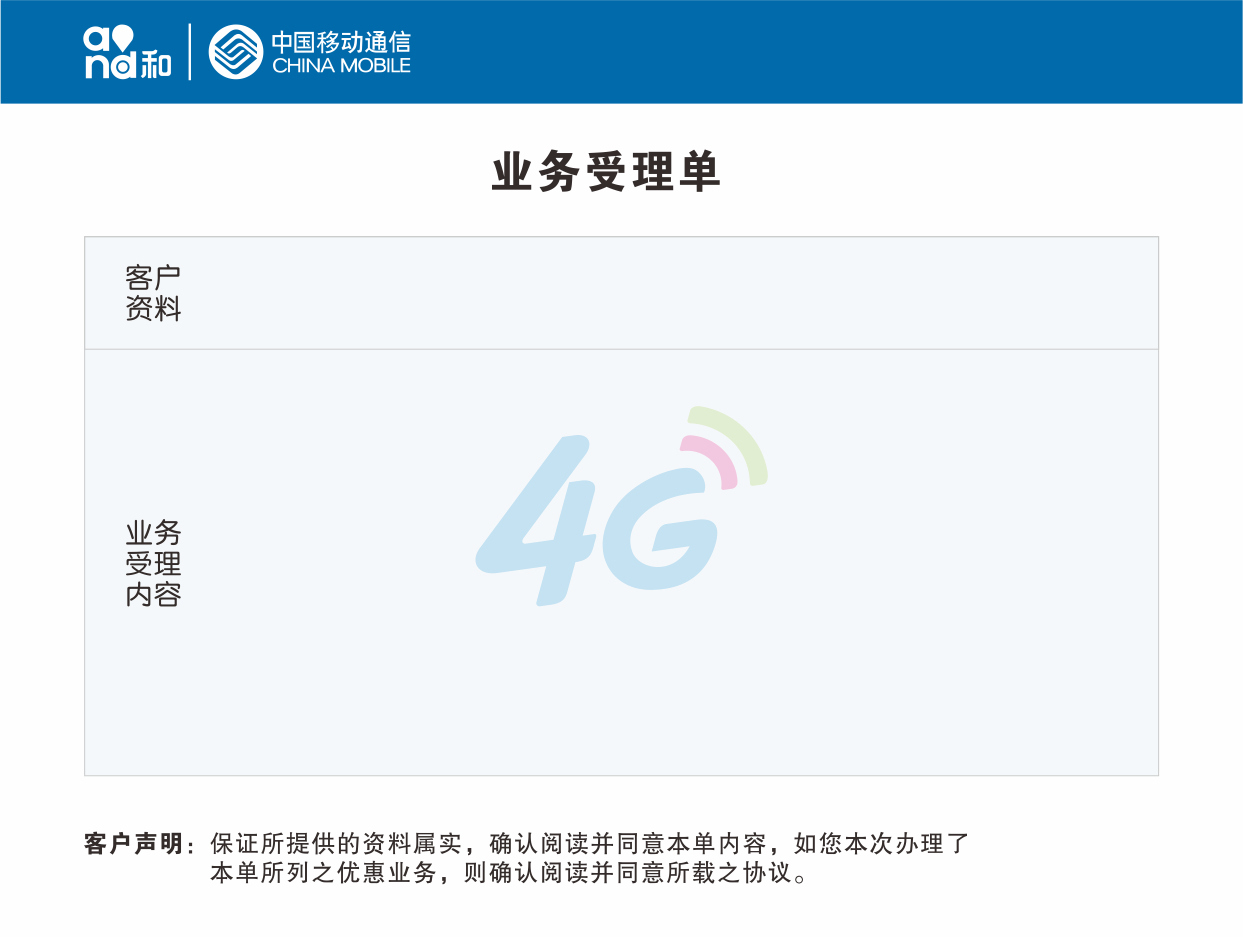 and和
中国移动通信
CHINA MOBILE
业务受理单
客户
资料
4G
业务
受理
内容
客户声明：保证所提供的资料属实，确认阅读并同意本单内容，如您本次办理了
本单所列之优惠业务，则确认阅读并同意所载之协议。